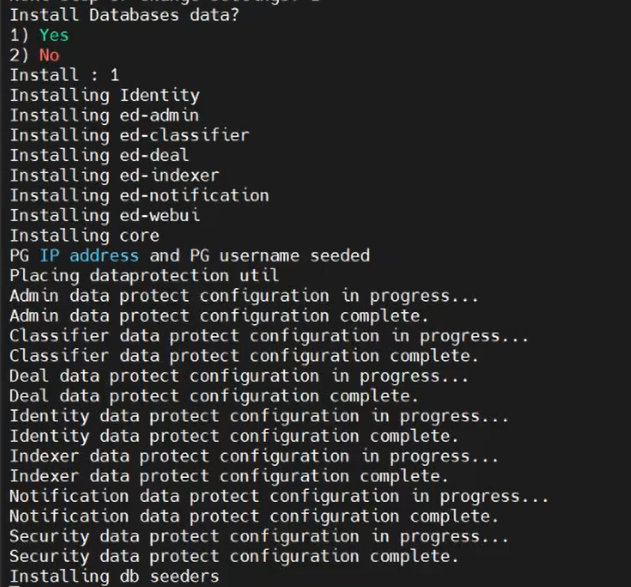 Install Databases data?
1) Yes
2) No
Install : 1
Installing Identity
Installing ed-admin
Installing ed-classifier
Installing ed-deal
Installing ed-indexer
Installing ed-notification
Installing ed-webui
Installing core
PG IP address and PG username seeded
Placing dataprotection util
Admin data protect configuration in progress...
Admin data protect configuration complete.
Classifier data protect configuration in progress...
Classifier data protect configuration complete.
Deal data protect configuration in progress...
Deal data protect configuration complete.
Identity data protect configuration in progress...
Identity data protect configuration complete.
Indexer data protect configuration in progress...
Indexer data protect configuration complete.
Notification data protect configuration in progress...
Notification data protect configuration complete.
Security data protect configuration in progress...
Security data protect configuration complete.
Installing db seeders